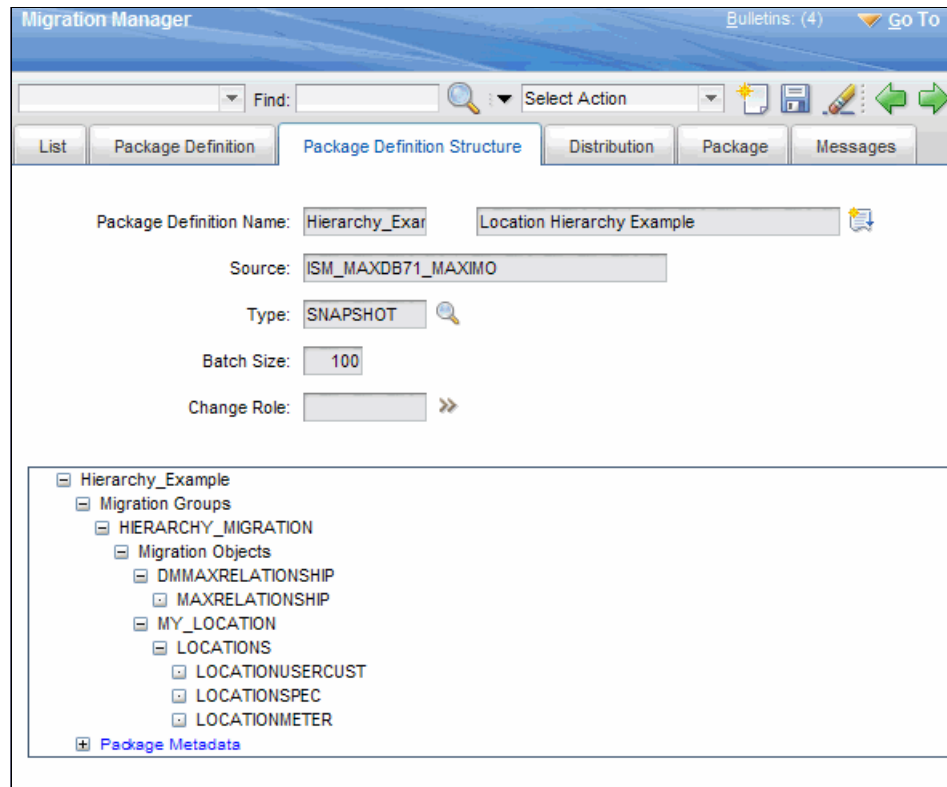 Migration Manager Bulletins: (4) Go To
Find: Select Action
List Package Definition Package Definition Structure Distribution Package Messages
Package Definition Name: Hierarchy_Exar Location Hierarchy Example
Source: ISM_MAXDB71_MAXIMO
Type: SNAPSHOT
Batch Size: 100
Change Role:
Hierarchy_Example
Migration Groups
HIERARCHY_MIGRATION
Migration Objects
DMMAXRELATIONSHIP
MAXRELATIONSHIP
MY_LOCATION
LOCATIONS
LOCATIONUSERCUST
LOCATIONSPEC
LOCATIONMETER
Package Metadata